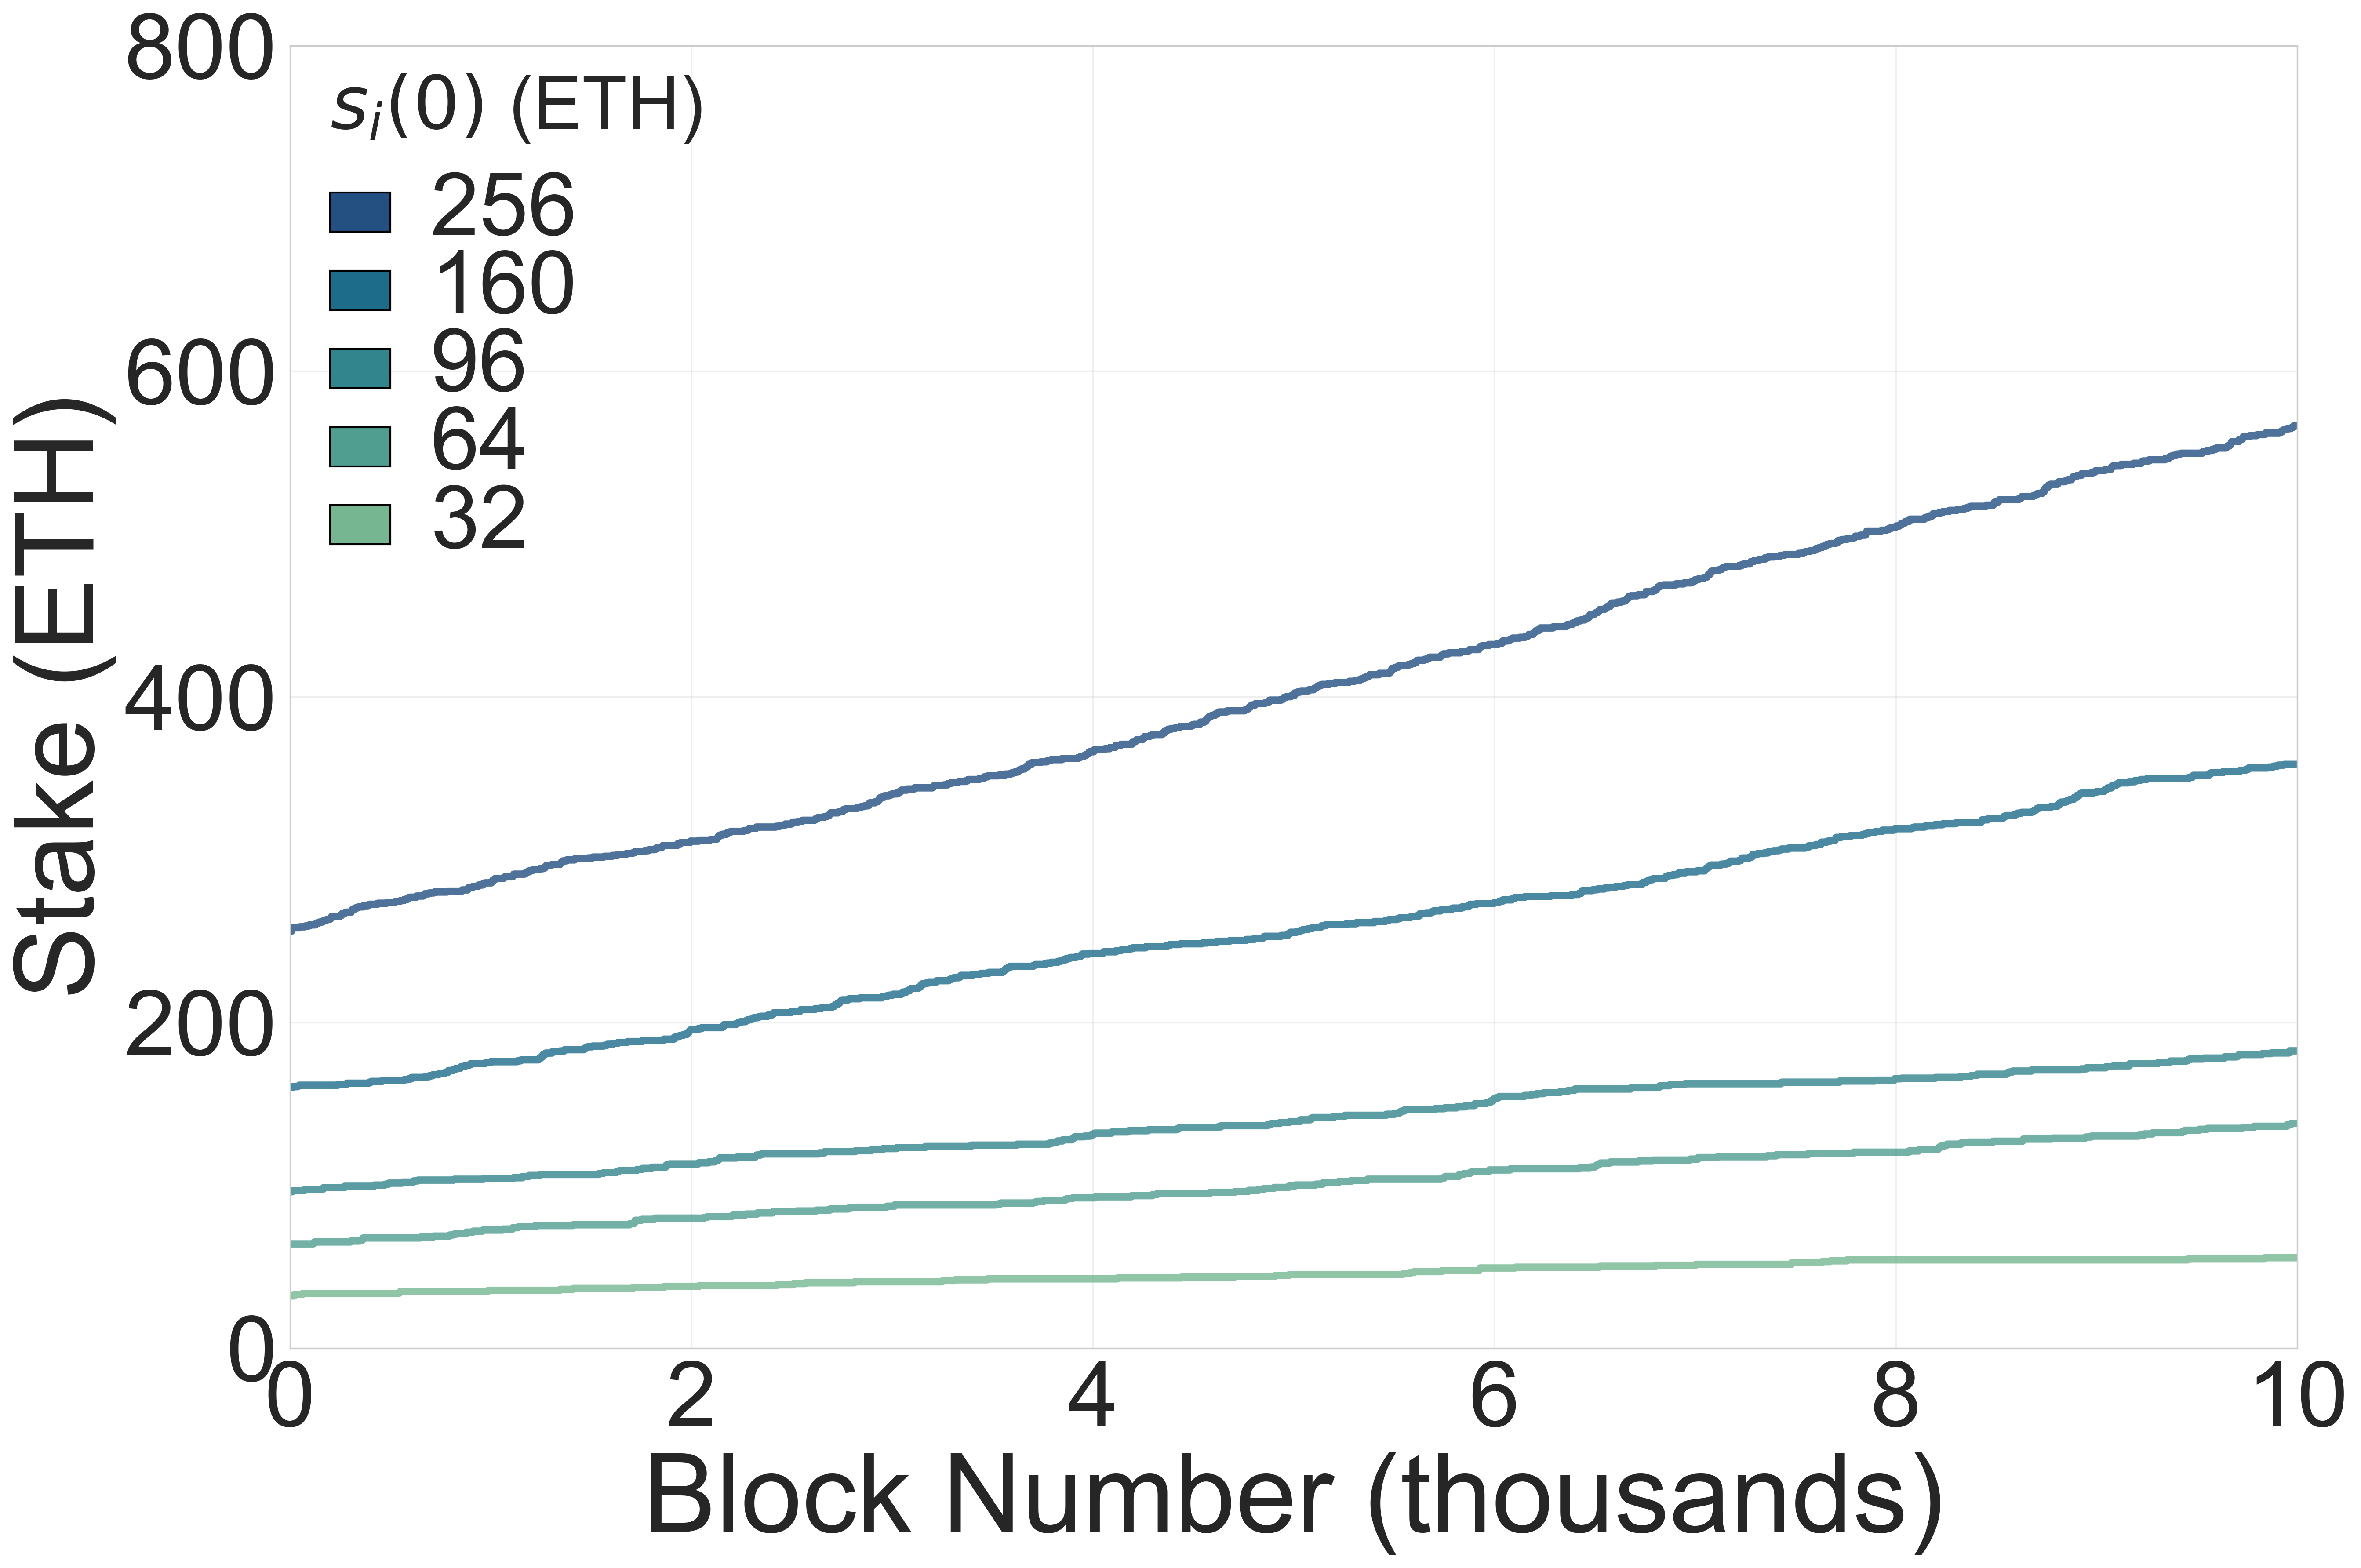 800
600
400
200
0
Stake (ETH)
s_i(0) (ETH)
256
160
96
64
32
0 2 4 6 8 10
Block Number (thousands)